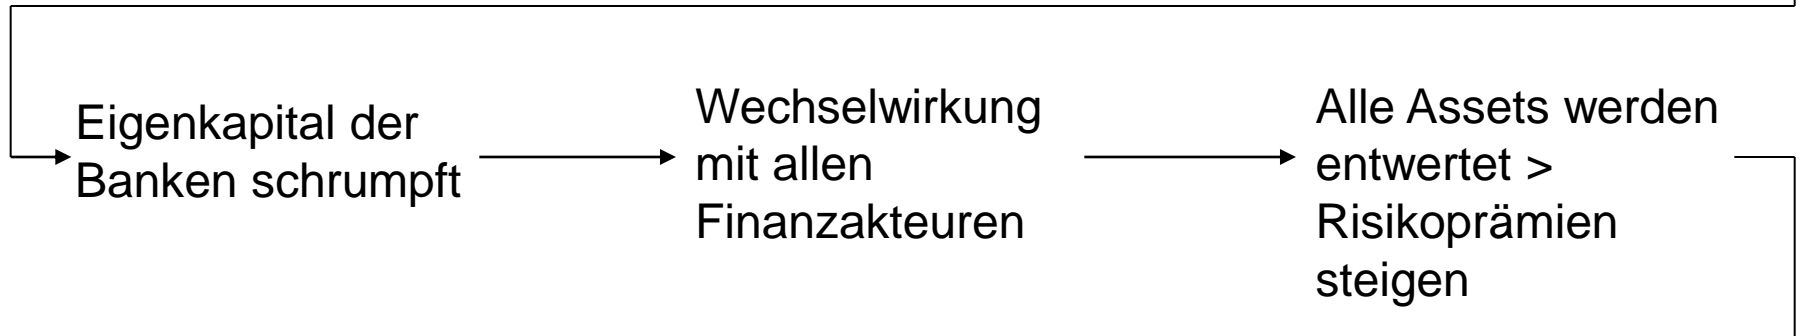 Eigenkapital der
Banken schrumpft
Wechselwirkung
mit allen
Finanzakteuren
Alle Assets werden
entwertet >
Risikoprämien
steigen